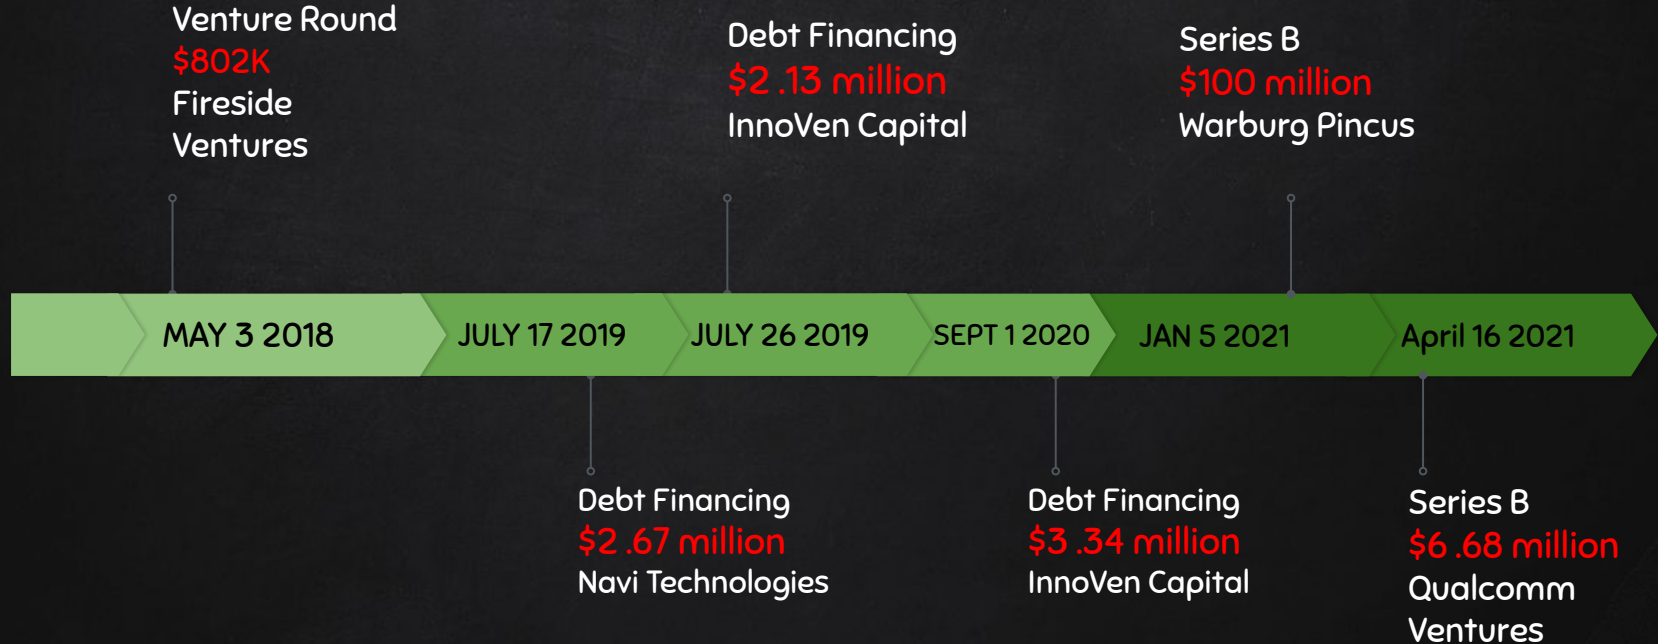 Venture Round
$802K
Fireside
Ventures
Debt Financing
$2 .13 million
InnoVen Capital
Series B
$100 million
Warburg Pincus
MAY 3 2018
JULY 17 2019
JULY 26 2019
SEPT 1 2020
JAN 5 2021
April 16 2021
Debt Financing
$2 .67 million
Navi Technologies
Debt Financing
$3 .34 million
InnoVen Capital
Series B
$6 .68 million
Qualcomm
Ventures